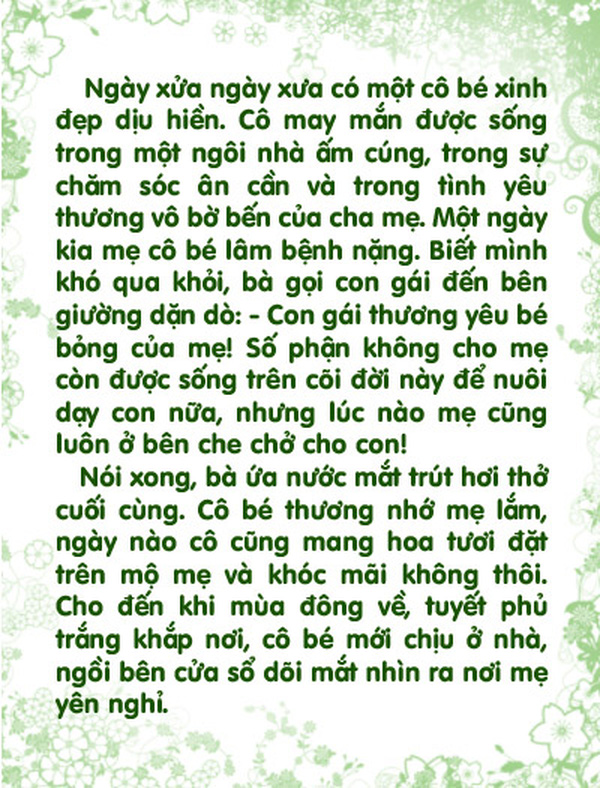 Ngày xửa ngày xưa có một cô bé xinh
đẹp dịu hiền. Cô may mắn được sống
trong một ngôi nhà ấm cúng, trong sự
chăm sóc ân cần và trong tình yêu
thương vô bờ bến của cha mẹ. Một ngày
kia mẹ cô bé lâm bệnh nặng. Biết mình
khó qua khỏi, bà gọi con gái đến bên
giường dặn dò: - Con gái thương yêu bé
bỏng của mẹ! Số phận không cho mẹ
còn được sống trên cõi đời này để nuôi
dạy con nữa, nhưng lúc nào mẹ cũng
luôn ở bên che chở cho con!
Nói xong, bà ứa nước mắt trút hơi thở
cuối cùng. Cô bé thương nhớ mẹ lắm,
ngày nào cô cũng mang hoa tươi đặt
trên mộ mẹ và khóc mãi không thôi.
Cho đến khi mùa đông về, tuyết phủ
trắng khắp nơi, cô bé mới chịu ở nhà,
ngồi bên cửa sổ dõi mắt nhìn ra nơi mẹ
yên nghỉ.